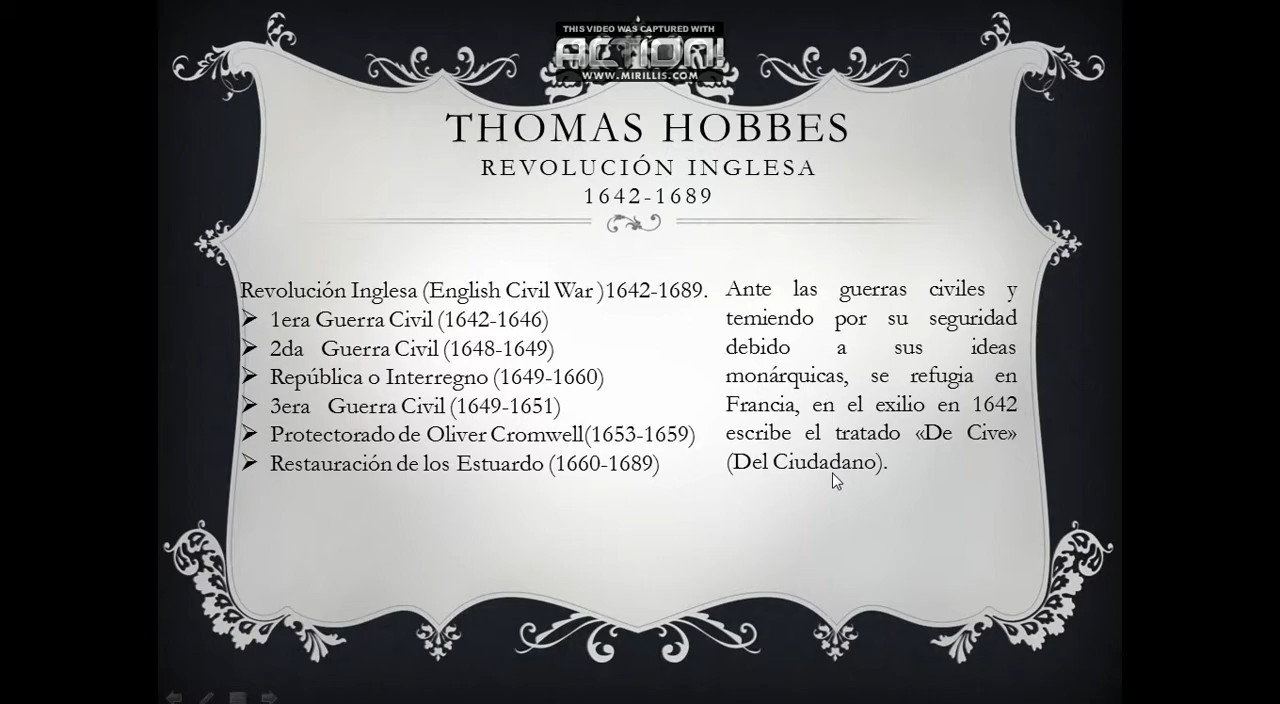 THIS VIDEO WAS CAPTURED WITH
ACTION!
WWW.MIRILLIS.COM
THOMAS HOBBES
REVOLUCIÓN INGLESA
1642-1689
Revolución Inglesa (English Civil War )1642-1689.
➢ 1era Guerra Civil (1642-1646)
➢ 2da Guerra Civil (1648-1649)
➢ República o Interregno (1649-1660)
➢ 3era Guerra Civil (1649-1651)
➢ Protectorado de Oliver Cromwell(1653-1659)
➢ Restauración de los Estuardo (1660-1689)
Ante las guerras civiles y
temiendo por su seguridad
debido a sus ideas
monárquicas, se refugia en
Francia, en el exilio en 1642
escribe el tratado «De Cive»
(Del Ciudadano).